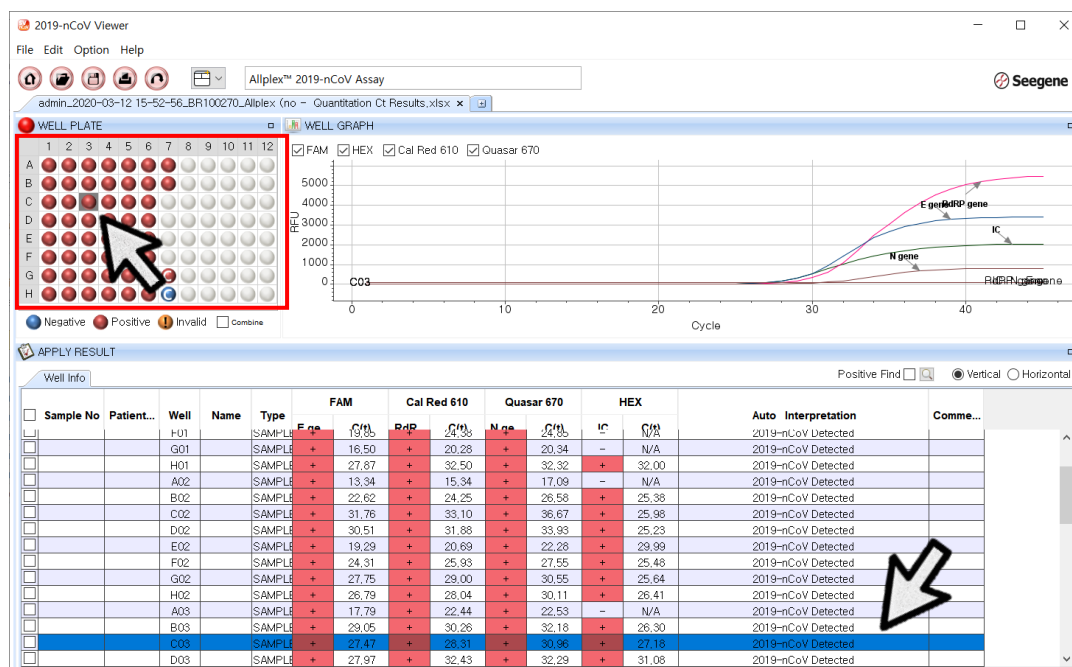 2019-nCoV Viewer
File Edit Option Help
Allplex™ 2019-nCoV Assay
Seegene
admin_2020-03-12 15-52-56_BR100270_Allplex (no - Quantitation Ct Results,xlsx ×
WELL PLATE
WELL GRAPH
1 2 3 4 5 6 7 8 9 10 11 12
A
B
C
D
E
F
G
H
C
C
Negative Positive Invalid Combine
FAM HEX Cal Red 610 Quasar 670
RFU
5000
4000
3000
2000
1000
0
E gene
RdRP gene
IC
N gene
C03
0 10 20 30 40
Cycle
APPLY RESULT
Well Info
Positive Find Vertical Horizontal
FAM Cal Red 610 Quasar 670 HEX
Sample No Patient... Well Name Type E ge C(t) RdR C(t) N ge C(t) IC C(t) Auto Interpretation Comme...
F01 SAMPLE + 19,85 + 24,38 + 24,85 - N/A 2019-nCoV Detected
G01 SAMPLE + 16,50 + 20,28 + 20,34 - N/A 2019-nCoV Detected
H01 SAMPLE + 27,87 + 32,50 + 32,32 + 32,00 2019-nCoV Detected
A02 SAMPLE + 13,34 + 15,34 + 17,09 - N/A 2019-nCoV Detected
B02 SAMPLE + 22,62 + 24,25 + 26,58 + 25,38 2019-nCoV Detected
C02 SAMPLE + 31,76 + 33,10 + 36,67 + 25,98 2019-nCoV Detected
D02 SAMPLE + 30,51 + 31,88 + 33,93 + 25,23 2019-nCoV Detected
E02 SAMPLE + 19,29 + 20,69 + 22,28 + 29,99 2019-nCoV Detected
F02 SAMPLE + 24,31 + 25,93 + 27,55 + 25,48 2019-nCoV Detected
G02 SAMPLE + 27,75 + 29,00 + 30,55 + 25,64 2019-nCoV Detected
H02 SAMPLE + 26,79 + 28,04 + 30,11 + 26,41 2019-nCoV Detected
A03 SAMPLE + 17,79 + 22,44 + 22,53 - N/A 2019-nCoV Detected
B03 SAMPLE + 29,05 + 30,26 + 32,18 + 26,30 2019-nCoV Detected
C03 SAMPLE + 27,47 + 28,31 + 30,96 + 27,18 2019-nCoV Detected
D03 SAMPLE + 27,97 + 32,43 + 32,29 + 31,08 2019-nCoV Detected